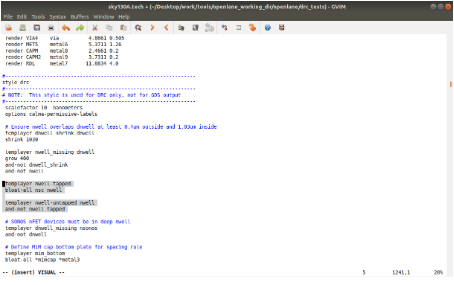 sky130A.tech + (~/Desktop/work/tools/openlane_working_dir/openlane/drc_tests) - GVIM
File Edit Tools Syntax Buffers Window Help
render VIA4 via 4.8861 0.505
render MET5 metal6 5.3711 1.26
render CAPM metal8 2.4661 0.2
render CAPM2 metal9 3.7311 0.2
render RDL metal7 11.8834 4.0
style drc
# NOTE: This style is used for DRC only, not for GDS output
scalefactor 10 nanometers
options calma-permissive-labels
# Ensure nwell overlaps dnwell at least 0.4um outside and 1.03um inside
templayer dnwell_shrink dnwell
shrink 1030
templayer nwell_missing dnwell
grow 400
and-not dnwell_shrink
and-not nwell
templayer nwell_tapped
bloat-all nsc nwell
templayer nwell_untapped nwell
and-not nwell_tapped
# SONOS nFET devices must be in deep nwell
templayer dnwell_missing nsonos
and-not dnwell
# Define MiM cap bottom plate for spacing rule
templayer mim_bottom
bloat-all *mimcap *metal3
-- (insert) VISUAL -- 5 1241,1 20%